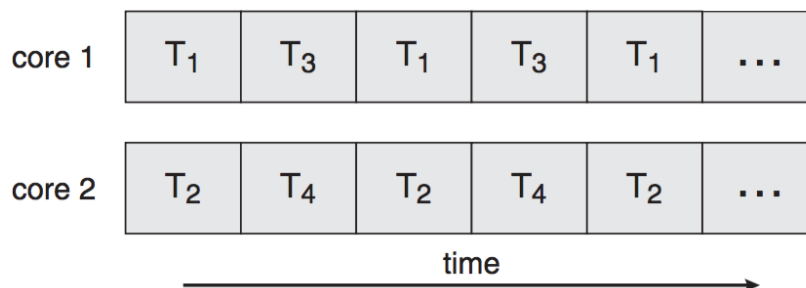 core 1 T₁ T₃ T₁ T₃ T₁ ...
core 2 T₂ T₄ T₂ T₄ T₂ ...
time